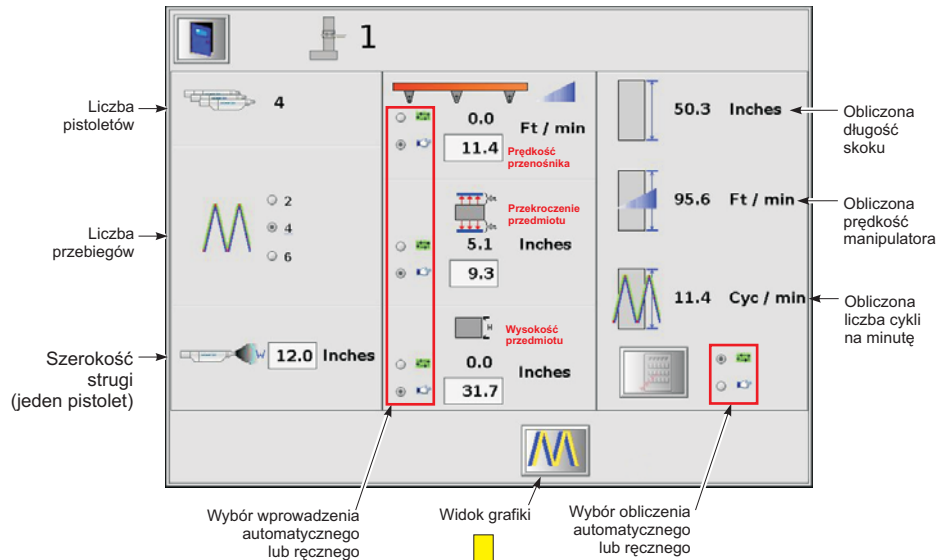 1
Liczba
pistoletów
4
Liczba
przebiegów
2
4
6
Szerokość
strugi
(jeden pistolet)
W
12.0 Inches
0.0
Ft / min
11.4
Prędkość
przenośnika
Przekroczenie
przedmiotu
5.1 Inches
9.3
H
Wysokość
przedmiotu
0.0
Inches
31.7
50.3 Inches
Obliczona
długość
skoku
95.6 Ft / min
Obliczona
prędkość
manipulatora
11.4 Cyc / min
Obliczona
liczba cykli
na minutę
Wybór wprowadzenia
automatycznego
lub ręcznego
Widok grafiki
Wybór obliczenia
automatycznego
lub ręcznego